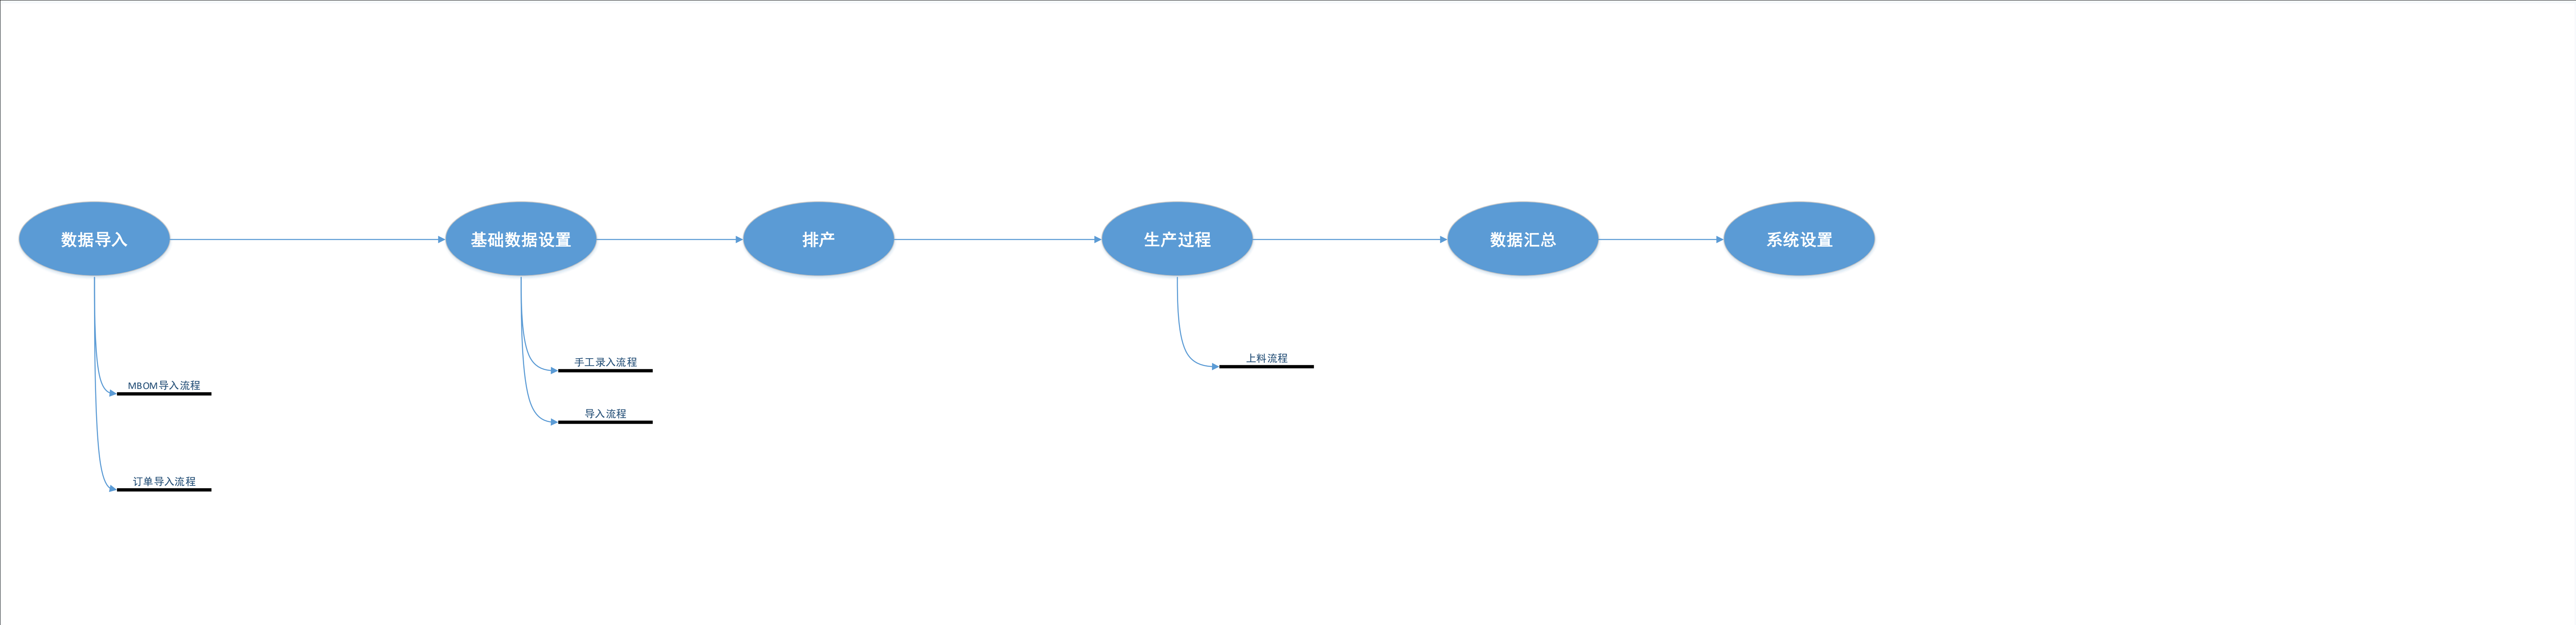 数据导入
基础数据设置
排产
生产过程
数据汇总
系统设置
上料流程
手工录入流程
MBOM导入流程
导入流程
订单导入流程